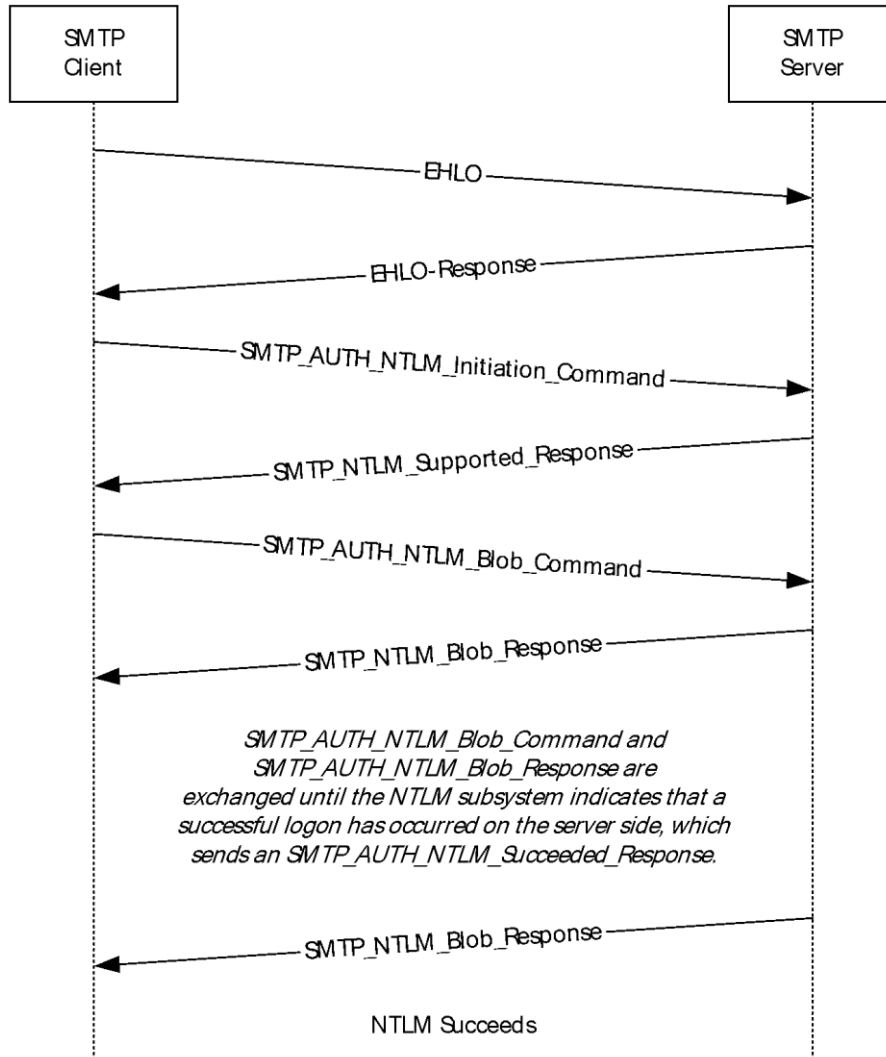 SMTP
Client
SMTP
Server
EHLO
EHLO-Response
SMTP_AUTH_NTLM_Initiation_Command
SMTP_NTLM_Supported_Response
SMTP_AUTH_NTLM_Blob_Command
SMTP_NTLM_Blob_Response
SMTP_AUTH_NTLM_Blob_Command and
SMTP_AUTH_NTLM_Blob_Response are
exchanged until the NTLM subsystem indicates that a
successful logon has occurred on the server side, which
sends an SMTP_AUTH_NTLM_Succeeded_Response.
SMTP_NTLM_Blob_Response
NTLM Succeeds